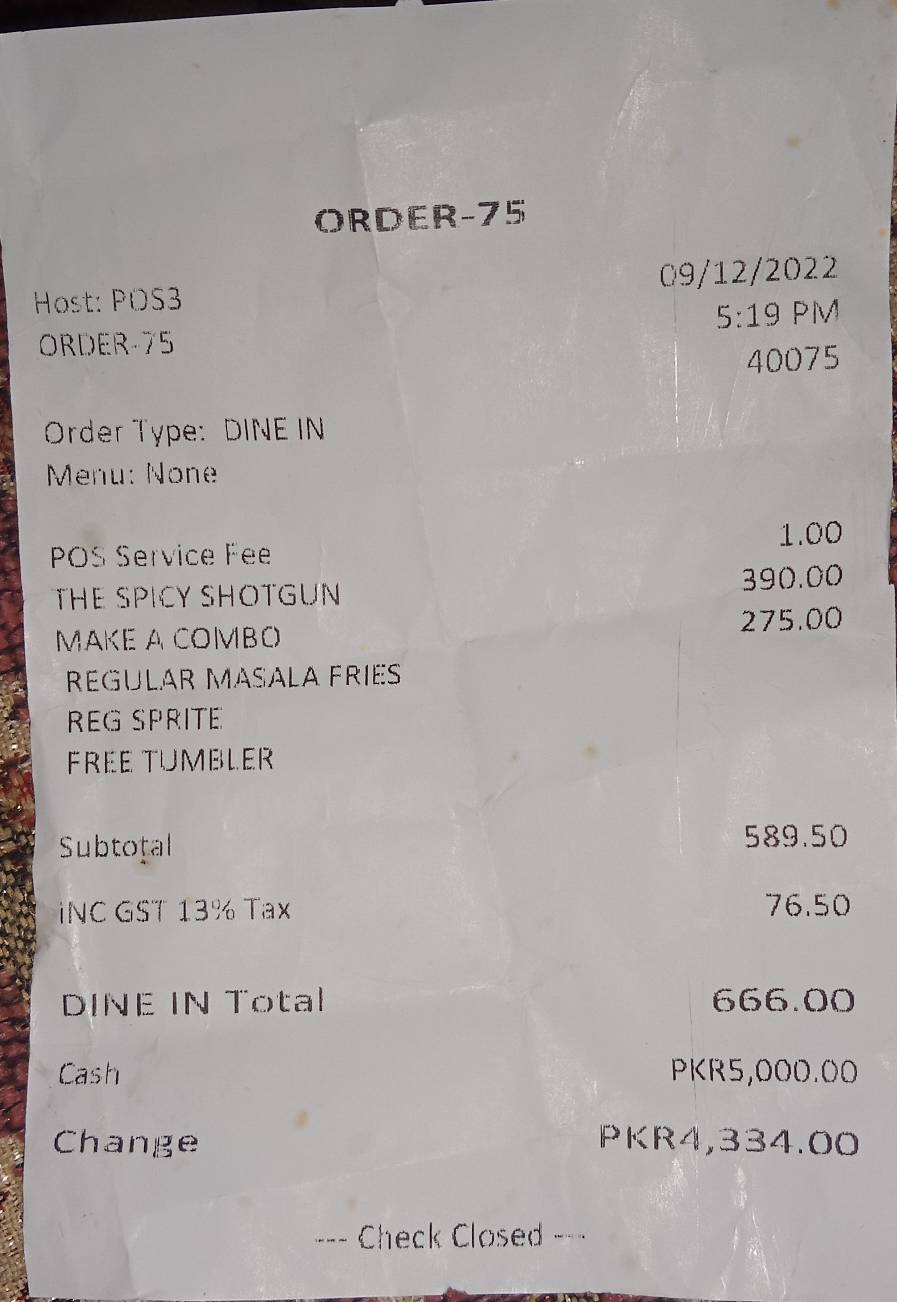 ORDER-75
09/12/2022
Host: POS3
5:19 PM
ORDER-75
40075
Order Type: DINE IN
Menu: None
POS Service Fee 1.00
THE SPICY SHOTGUN 390.00
MAKE A COMBO 275.00
REGULAR MASALA FRIES
REG SPRITE
FREE TUMBLER
Subtotal 589.50
iNC GST 13% Tax 76.50
DINE IN Total 666.00
Cash PKR5,000.00
Change PKR4,334.00
--- Check Closed ---